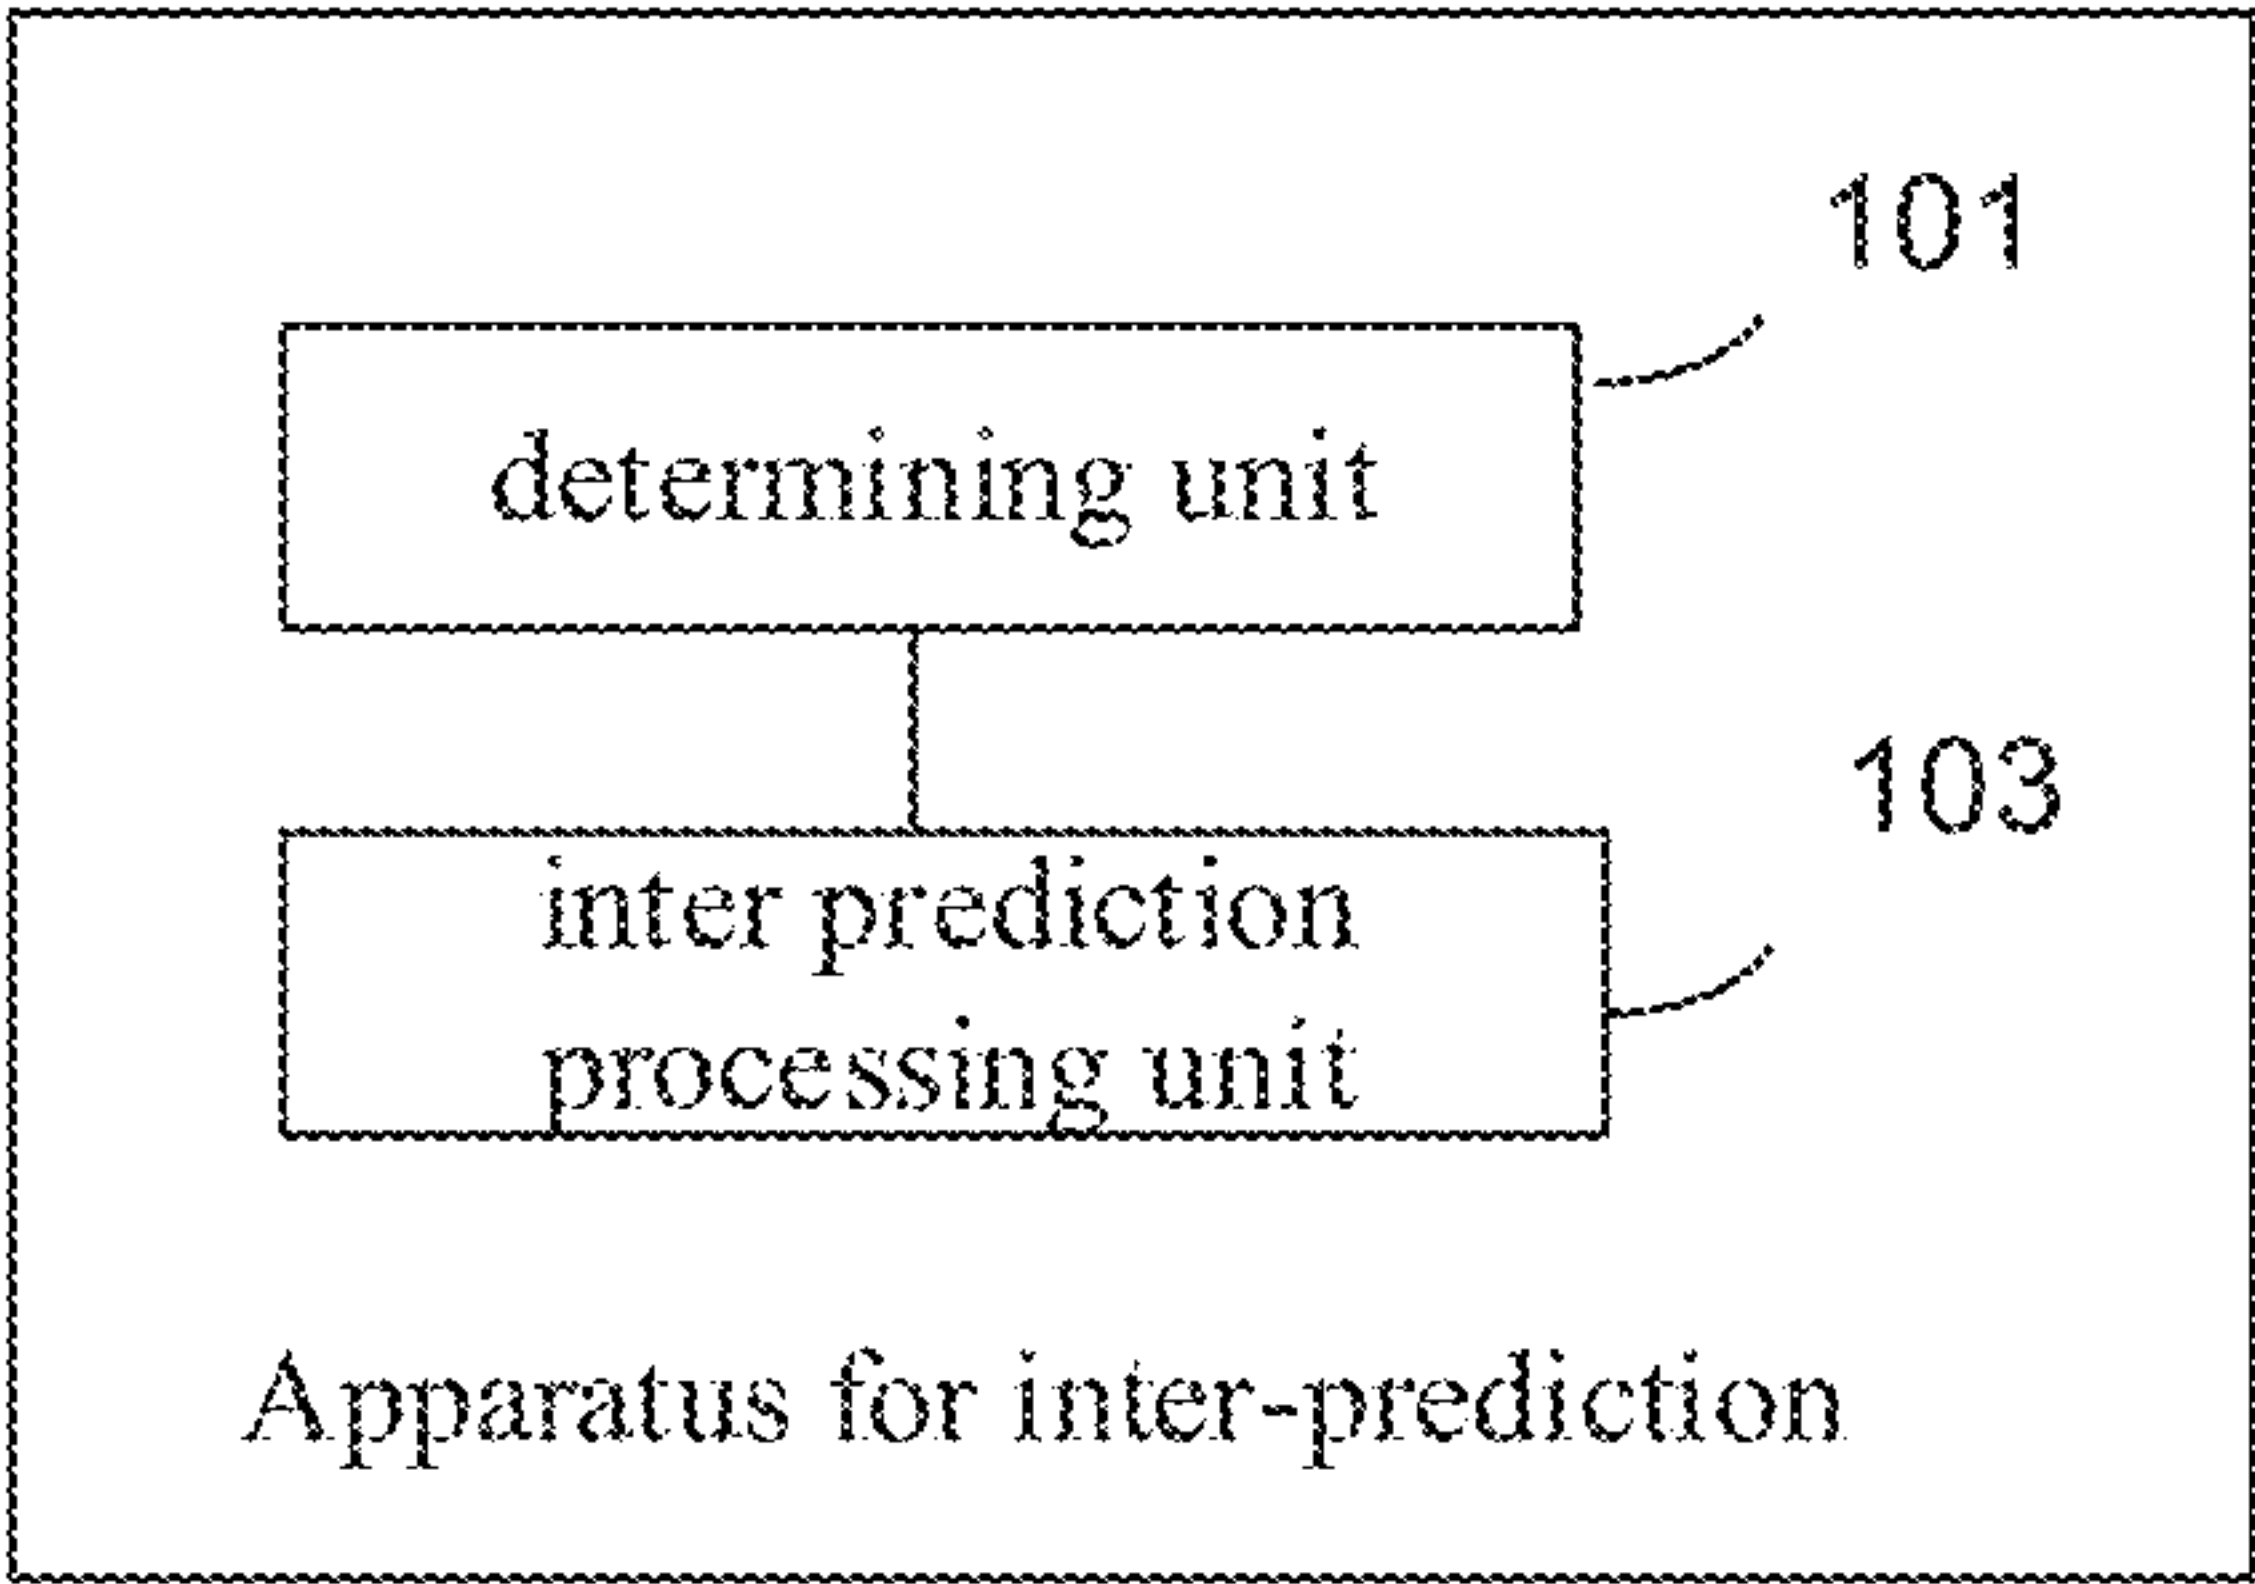 101
determining unit
103
inter prediction
processing unit
Apparatus for inter-prediction